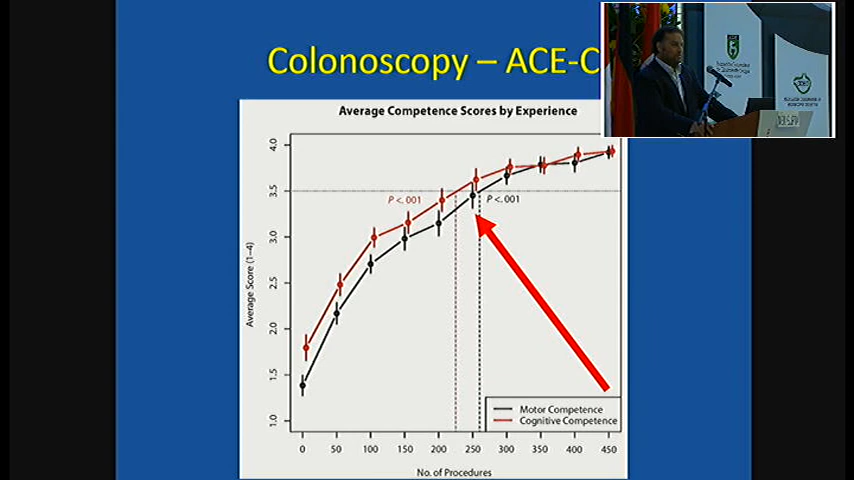 Colonoscopy – ACE-C
Average Competence Scores by Experience
4.0
3.5
3.0
2.5
2.0
1.5
1.0
Average Score (1–4)
P <.001
P <.001
Motor Competence
Cognitive Competence
0 50 100 150 200 250 300 350 400 450
No. of Procedures